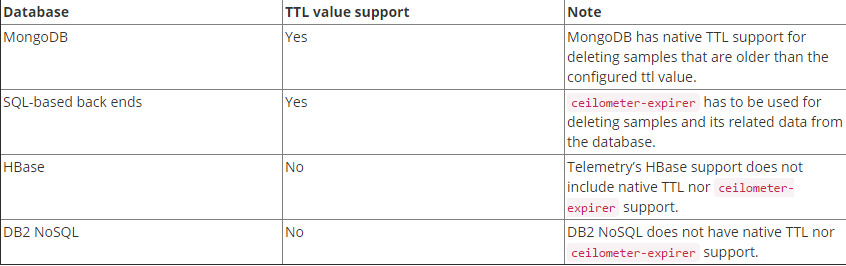 Database TTL value support Note
MongoDB Yes MongoDB has native TTL support for
deleting samples that are older than the
configured ttl value.
SQL-based back ends Yes ceilometer-expirer has to be used for
deleting samples and its related data from
the database.
HBase No Telemetry’s HBase support does not
include native TTL nor ceilometer-
expirer support.
DB2 NoSQL No DB2 NoSQL does not have native TTL nor
ceilometer-expirer support.